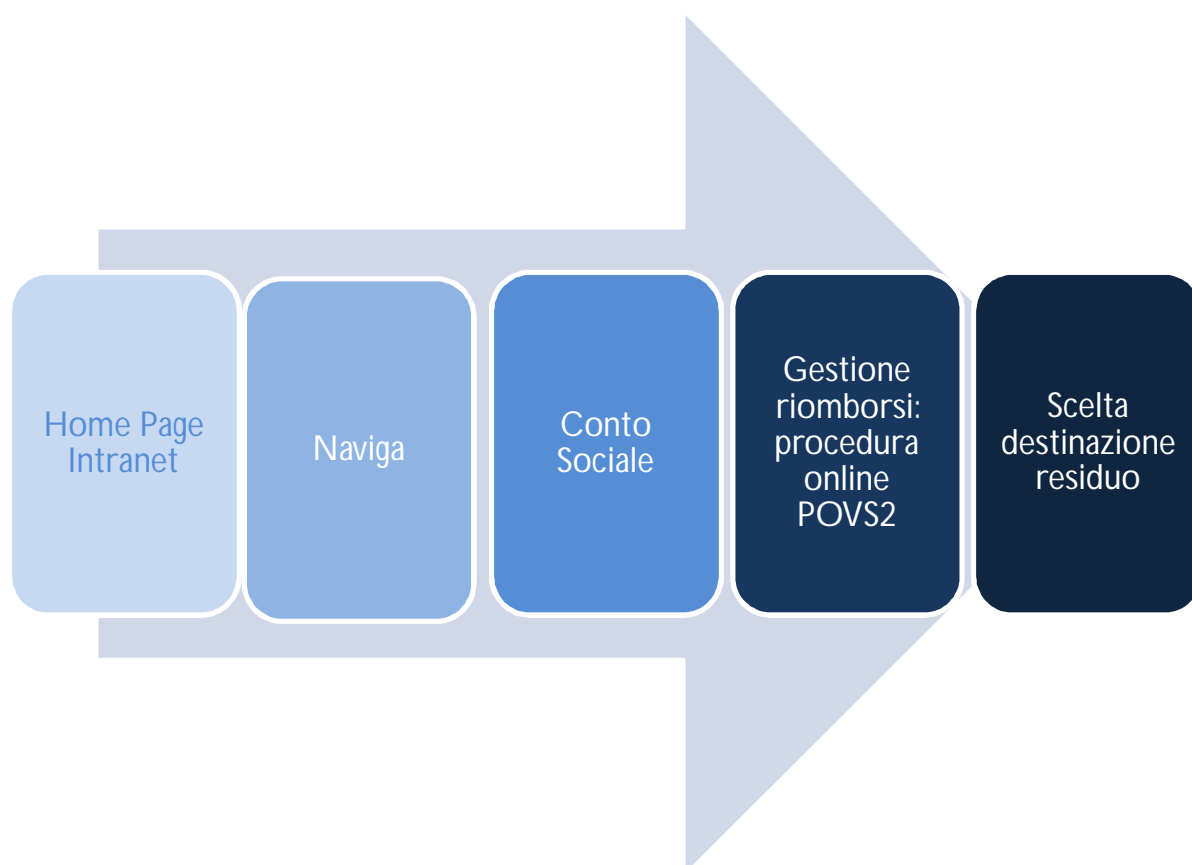 Home Page
Intranet
Naviga
Conto
Sociale
Gestione
riomborsi:
procedura
online
POVS2
Scelta
destinazione
residuo